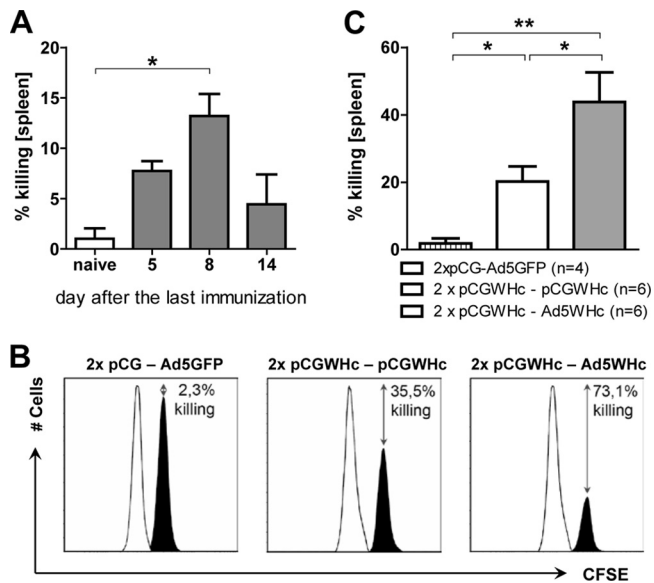 A
% killing [spleen]
20
15
10
5
0
*
naive 5 8 14
day after the last immunization
C
% killing [spleen]
60
40
20
0
**
* *
2xpCG-Ad5GFP (n=4)
2 x pCGWHc - pCGWHc (n=6)
2 x pCGWHc - Ad5WHc (n=6)
B
2x pCG – Ad5GFP
2x pCGWHc – pCGWHc
2x pCGWHc – Ad5WHc
# Cells
2,3%
killing
35,5%
killing
73,1%
killing
CFSE